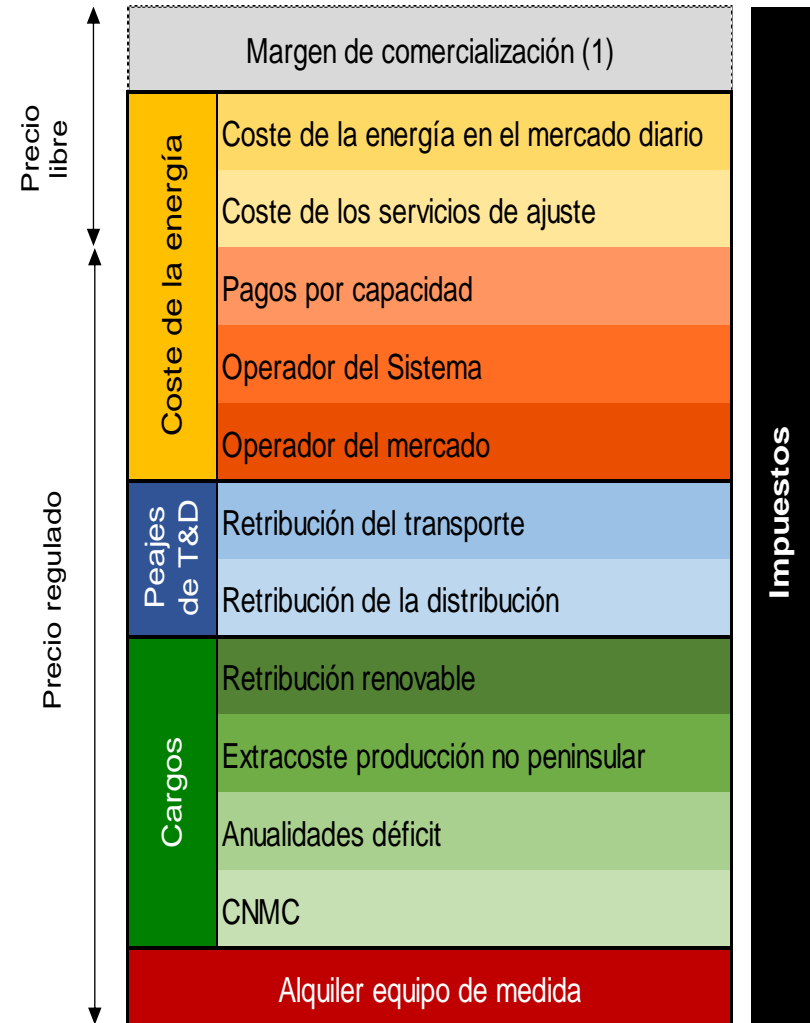 Margen de comercialización (1)
Precio
libre
Coste de la energía
Coste de la energía en el mercado diario
Coste de los servicios de ajuste
Pagos por capacidad
Operador del Sistema
Operador del mercado
Precio regulado
Peajes
de T&D
Retribución del transporte
Retribución de la distribución
Cargos
Retribución renovable
Extracoste producción no peninsular
Anualidades déficit
CNMC
Alquiler equipo de medida
Impuestos